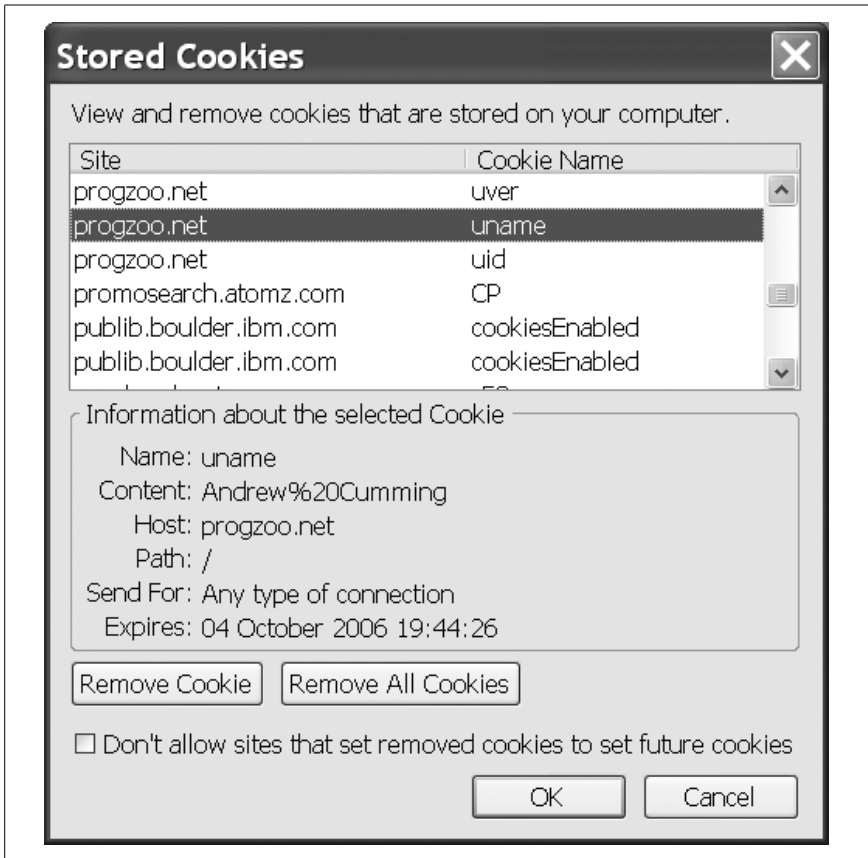 Stored Cookies
View and remove cookies that are stored on your computer.
Site Cookie Name
progzoo.net uver
progzoo.net uname
progzoo.net uid
promosearch.atomz.com CP
publib.boulder.ibm.com cookiesEnabled
publib.boulder.ibm.com cookiesEnabled
Information about the selected Cookie
Name: uname
Content: Andrew%20Cumming
Host: progzoo.net
Path: /
Send For: Any type of connection
Expires: 04 October 2006 19:44:26
Remove Cookie Remove All Cookies
Don't allow sites that set removed cookies to set future cookies
OK Cancel